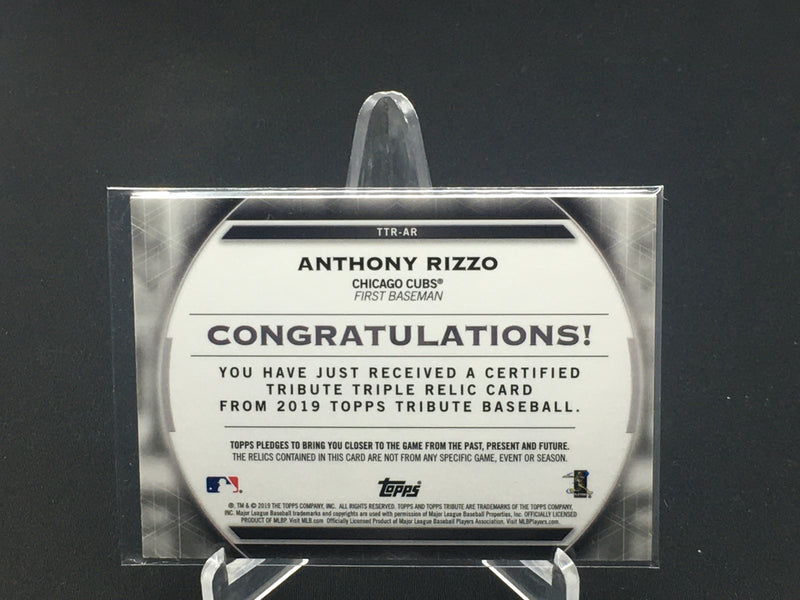 TTR-AR
ANTHONY RIZZO
CHICAGO CUBS®
FIRST BASEMAN
CONGRATULATIONS!
YOU HAVE JUST RECEIVED A CERTIFIED
TRIBUTE TRIPLE RELIC CARD
FROM 2019 TOPPS TRIBUTE BASEBALL.
TOPPS PLEDGES TO BRING YOU CLOSER TO THE GAME FROM THE PAST, PRESENT AND FUTURE.
THE RELICS CONTAINED IN THIS CARD ARE NOT FROM ANY SPECIFIC GAME, EVENT OR SEASON.
Topps
®, TM & © 2019 THE TOPPS COMPANY, INC. ALL RIGHTS RESERVED. TOPPS AND TOPPS TRIBUTE ARE TRADEMARKS OF THE TOPPS COMPANY,
INC. Major League Baseball trademarks and copyrights are used with permission of Major League Baseball Properties, Inc. OFFICIALLY LICENSED
PRODUCT OF MLBP. Visit MLB.com Officially Licensed Product of Major League Baseball Players Association. Visit MLBPlayers.com.